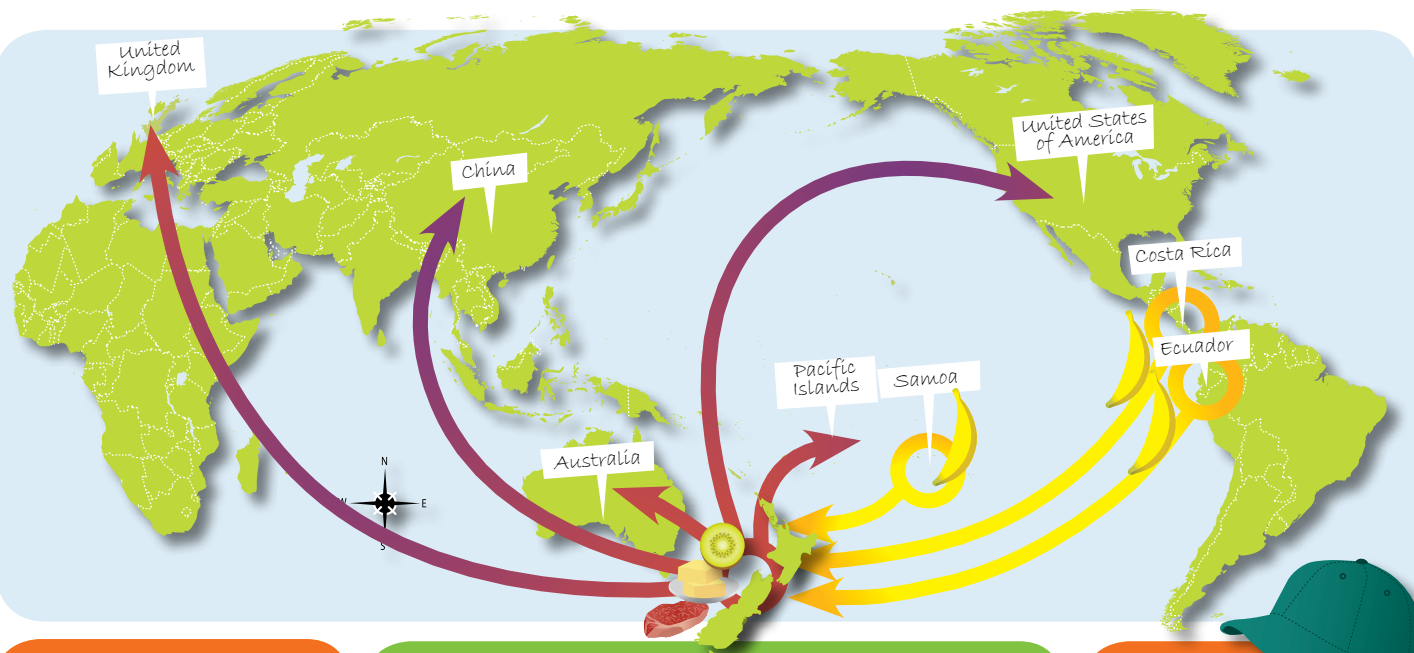 United
Kingdom
China
United States
of America
Costa Rica
Ecuador
Pacific
Islands
Samoa
Australia
N
W
E
S